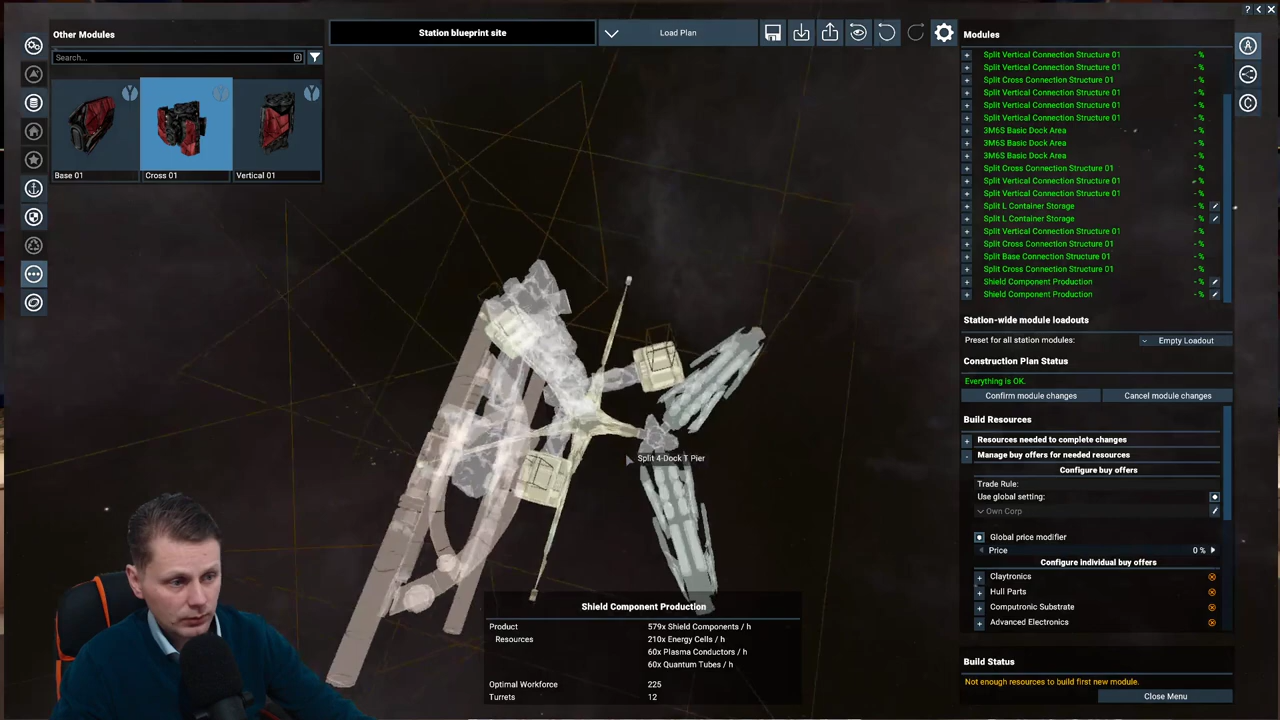 Other Modules
Search...
Base 01
Cross 01
Vertical 01
Station blueprint site
Load Plan
Split 4-Dock T Pier
Shield Component Production
Product 579x Shield Components / h
Resources 210x Energy Cells / h
60x Plasma Conductors / h
60x Quantum Tubes / h
Optimal Workforce 225
Turrets 12
? < X
Modules
+ Split Vertical Connection Structure 01 - %
+ Split Vertical Connection Structure 01 - %
+ Split Cross Connection Structure 01 - %
+ Split Vertical Connection Structure 01 - %
+ Split Vertical Connection Structure 01 - %
+ Split Vertical Connection Structure 01 - %
+ 3M6S Basic Dock Area - %
+ 3M6S Basic Dock Area - %
+ 3M6S Basic Dock Area - %
+ Split Cross Connection Structure 01 - %
+ Split Vertical Connection Structure 01 - %
+ Split Vertical Connection Structure 01 - %
+ Split L Container Storage - %
+ Split L Container Storage - %
+ Split Vertical Connection Structure 01 - %
+ Split Cross Connection Structure 01 - %
+ Split Base Connection Structure 01 - %
+ Split Cross Connection Structure 01 - %
+ Shield Component Production - %
+ Shield Component Production - %
Station-wide module loadouts
Preset for all station modules: Empty Loadout
Construction Plan Status
Everything is OK.
Confirm module changes
Cancel module changes
Build Resources
+ Resources needed to complete changes
- Manage buy offers for needed resources
Configure buy offers
Trade Rule:
Use global setting:
Own Corp
Global price modifier
Price 0 %
Configure individual buy offers
+ Claytronics
+ Hull Parts
+ Computronic Substrate
+ Advanced Electronics
Build Status
Not enough resources to build first new module.
Close Menu